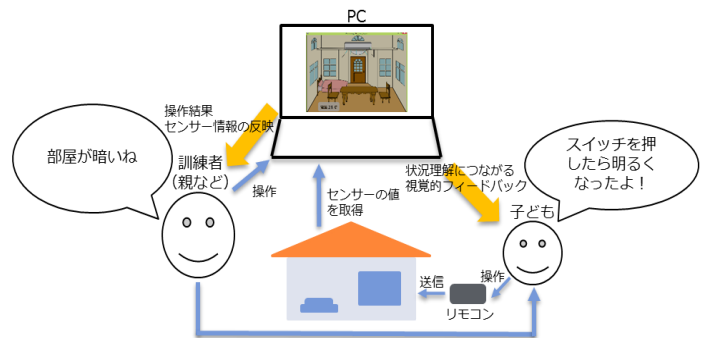 PC
操作結果
センサー情報の反映
部屋が暗いね
訓練者
（親など）
操作
センサーの値
を取得
状況理解につながる
視覚的フィードバック
スイッチを押
したら明るく
なったよ！
子ども
操作
送信
リモコン